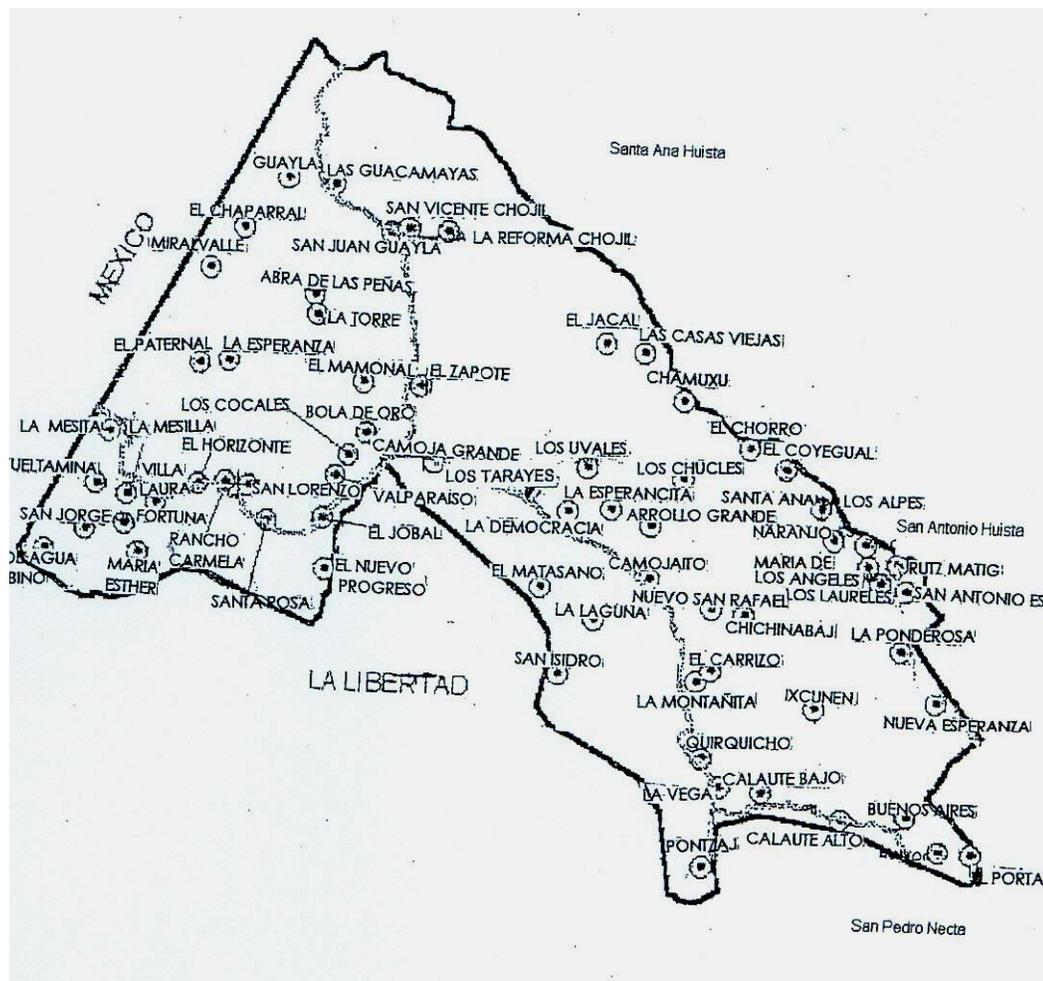 Santa Ana Huista
GUAYLA LAS GUACAMAYAS
EL CHAPARRAL SAN VICENTE CHOJIL
MEXICO
MIRALVALLE SAN JUAN GUAYLA LA REFORMA CHOJIL
ABRA DE LAS PEÑAS
LA TORRE EL JACAL
LAS CASAS VIEJAS
EL PATERNAL LA ESPERANZA
EL MAMONAL EL ZAPOTE CHAMUXU
LOS COCALES
BOLA DE ORO
LA MESITA LA MESILLA EL CHORRO
EL HORIZONTE CAMOJA GRANDE LOS UVALES EL COYEGUAL
VILLA LAURA LOS TARAYES LOS CHUCLES
SAN LORENZO VALPARAISO LA ESPERANCITA SANTA ANA LOS ALPES
SAN JORGE FORTUNA LA DEMOCRACIA ARROLLO GRANDE San Antonio Huista
RANCHO CARMELA EL JOBAL NARANJO
MARIA ESTHER EL NUEVO PROGRESO EL MATASANO CAMOJAITO MARIA DE LOS ANGELES RUTZ MATIG
SANTA ROSA LA LAGUNA NUEVO SAN RAFAEL LOS LAURELES SAN ANTONIO ES
CHICHINABAJ LA PONDEROSA
SAN ISIDRO EL CARRIZO
LA LIBERTAD
LA MONTAÑITA IXCUNEN
NUEVA ESPERANZA
QUIRQUICHO
CALAUTE BAJO
LA VEGA
BUENOS AIRES
PONTZAJ CALAUTE ALTO
EL PORTA
San Pedro Necta